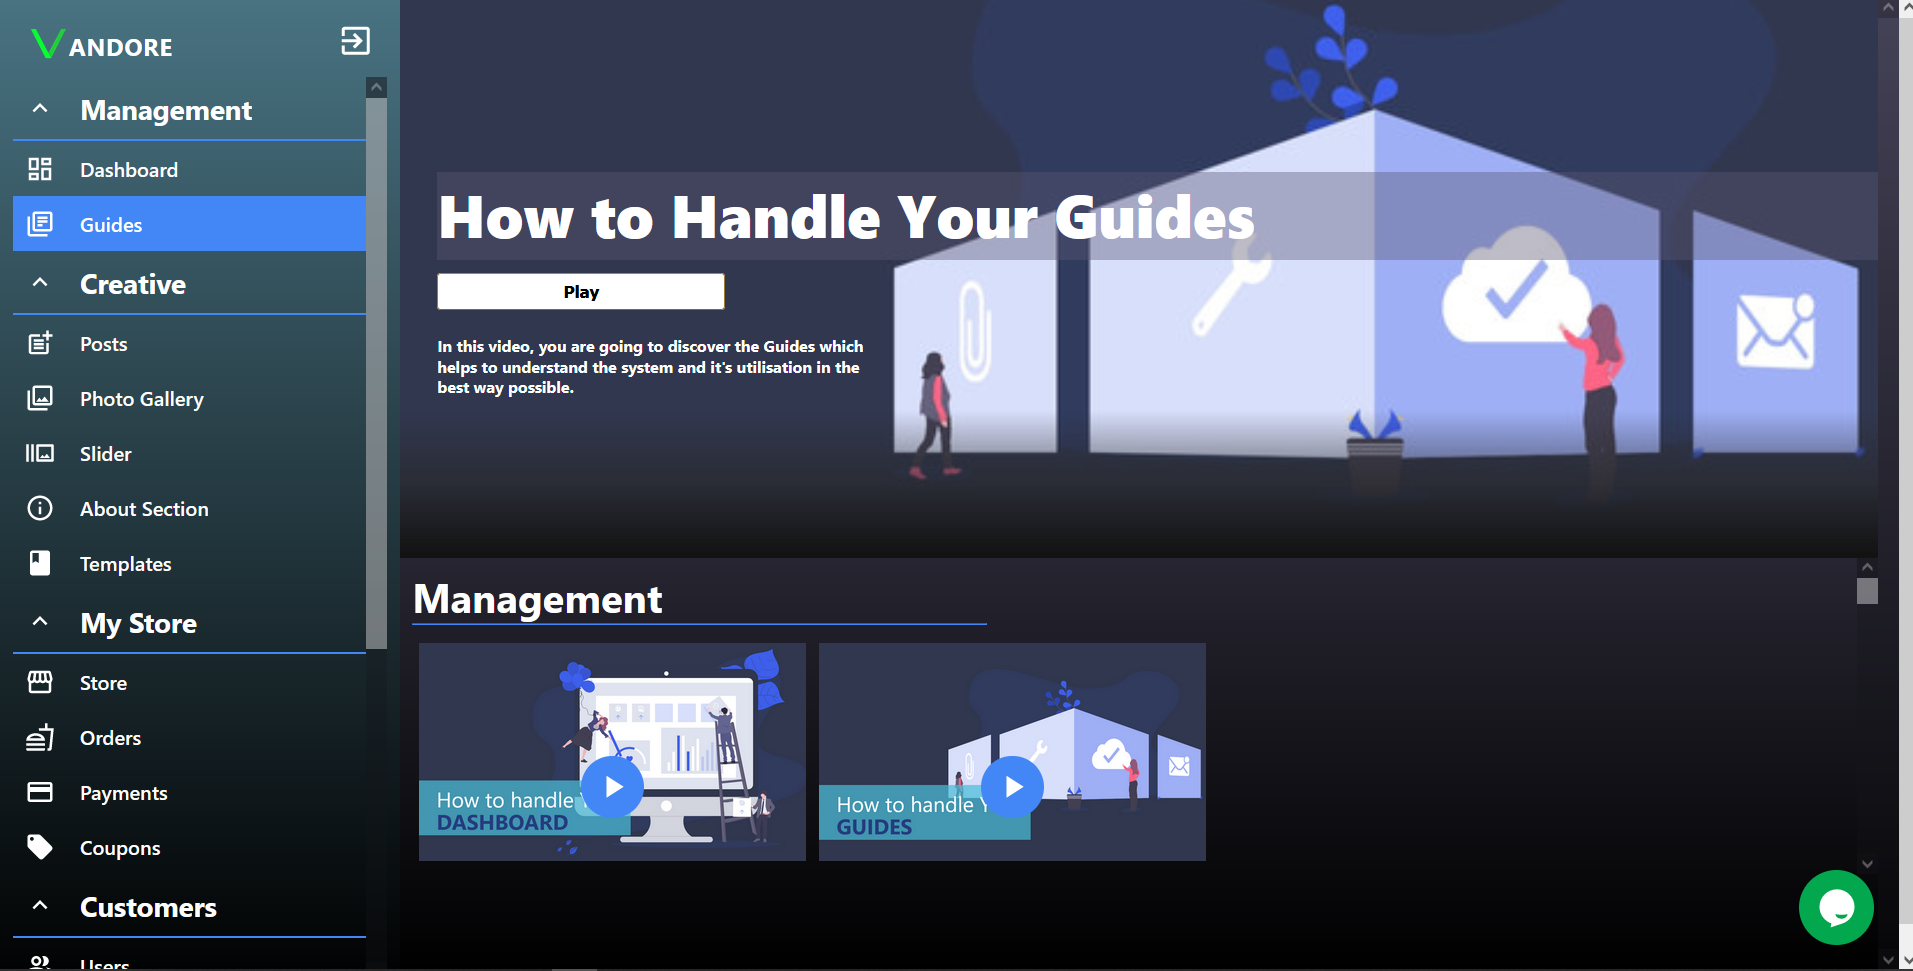 VANDORE
Management
Dashboard
Guides
Creative
Posts
Photo Gallery
Slider
About Section
Templates
My Store
Store
Orders
Payments
Coupons
Customers
Users
How to Handle Your Guides
Play
In this video, you are going to discover the Guides which
helps to understand the system and it's utilisation in the
best way possible.
Management
How to handle Y
DASHBOARD
How to handle Y
GUIDES